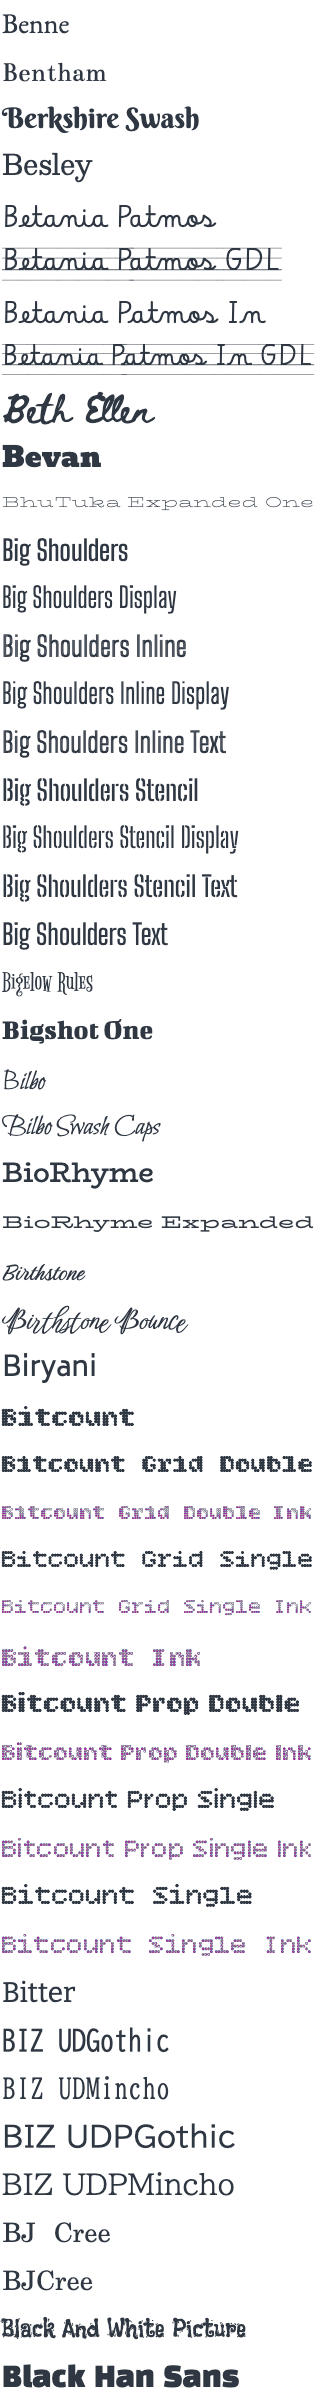 Benne
Bentham
Berkshire Swash
Besley
Betania Patmos
Betania Patmos GDL
Betania Patmos In
Betania Patmos In GDL
Beth Ellen
Bevan
BhuTuka Expanded One
Big Shoulders
Big Shoulders Display
Big Shoulders Inline
Big Shoulders Inline Display
Big Shoulders Inline Text
Big Shoulders Stencil
Big Shoulders Stencil Display
Big Shoulders Stencil Text
Big Shoulders Text
Bigelow Rules
Bigshot One
Bilbo
Bilbo Swash Caps
BioRhyme
BioRhyme Expanded
Birthstone
Birthstone Bounce
Biryani
Bitcount
Bitcount Grid Double
Bitcount Grid Double Ink
Bitcount Grid Single
Bitcount Grid Single Ink
Bitcount Ink
Bitcount Prop Double
Bitcount Prop Double Ink
Bitcount Prop Single
Bitcount Prop Single Ink
Bitcount Single
Bitcount Single Ink
Bitter
BIZ UDGothic
BIZ UDMincho
BIZ UDPGothic
BIZ UDPMincho
BJ Cree
BJCree
Black And White Picture
Black Han Sans